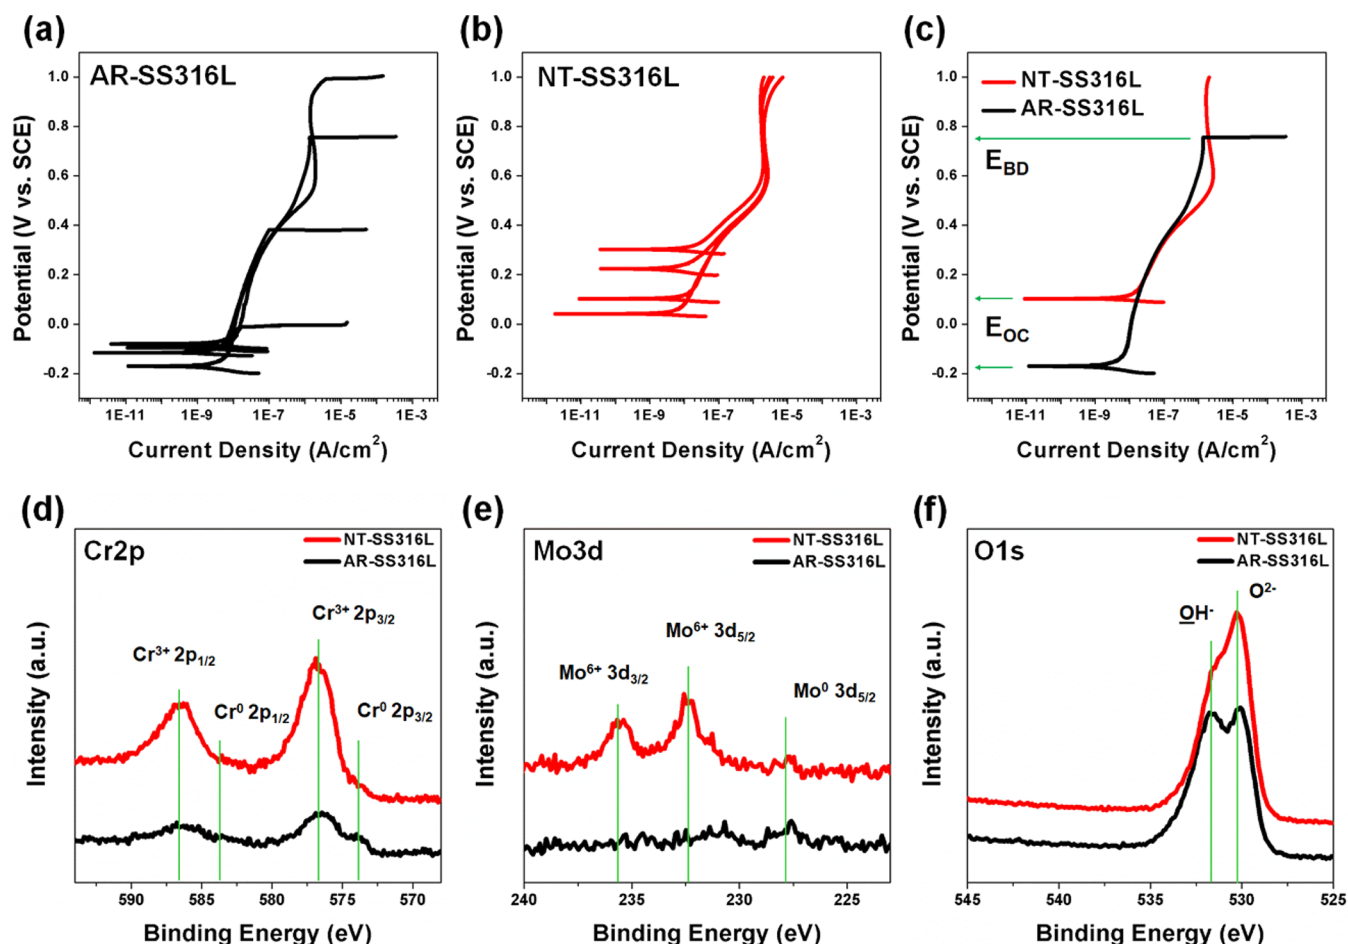 (a)
AR-SS316L
1.0
0.8
0.6
0.4
0.2
0.0
-0.2
Potential (V vs. SCE)
1E-11 1E-9 1E-7 1E-5 1E-3
Current Density (A/cm²)
(b)
NT-SS316L
1.0
0.8
0.6
0.4
0.2
0.0
-0.2
Potential (V vs. SCE)
1E-11 1E-9 1E-7 1E-5 1E-3
Current Density (A/cm²)
(c)
NT-SS316L
AR-SS316L
E_BD
E_OC
1.0
0.8
0.6
0.4
0.2
0.0
-0.2
Potential (V vs. SCE)
1E-11 1E-9 1E-7 1E-5 1E-3
Current Density (A/cm²)
(d)
Cr2p
NT-SS316L
AR-SS316L
Cr³⁺ 2p₃/₂
Cr³⁺ 2p₁/₂
Cr⁰ 2p₁/₂
Cr⁰ 2p₃/₂
Intensity (a.u.)
590 585 580 575 570
Binding Energy (eV)
(e)
Mo3d
NT-SS316L
AR-SS316L
Mo⁶⁺ 3d₅/₂
Mo⁶⁺ 3d₃/₂
Mo⁰ 3d₅/₂
Intensity (a.u.)
240 235 230 225
Binding Energy (eV)
(f)
O1s
NT-SS316L
AR-SS316L
O²⁻
OH⁻
Intensity (a.u.)
545 540 535 530 525
Binding Energy (eV)